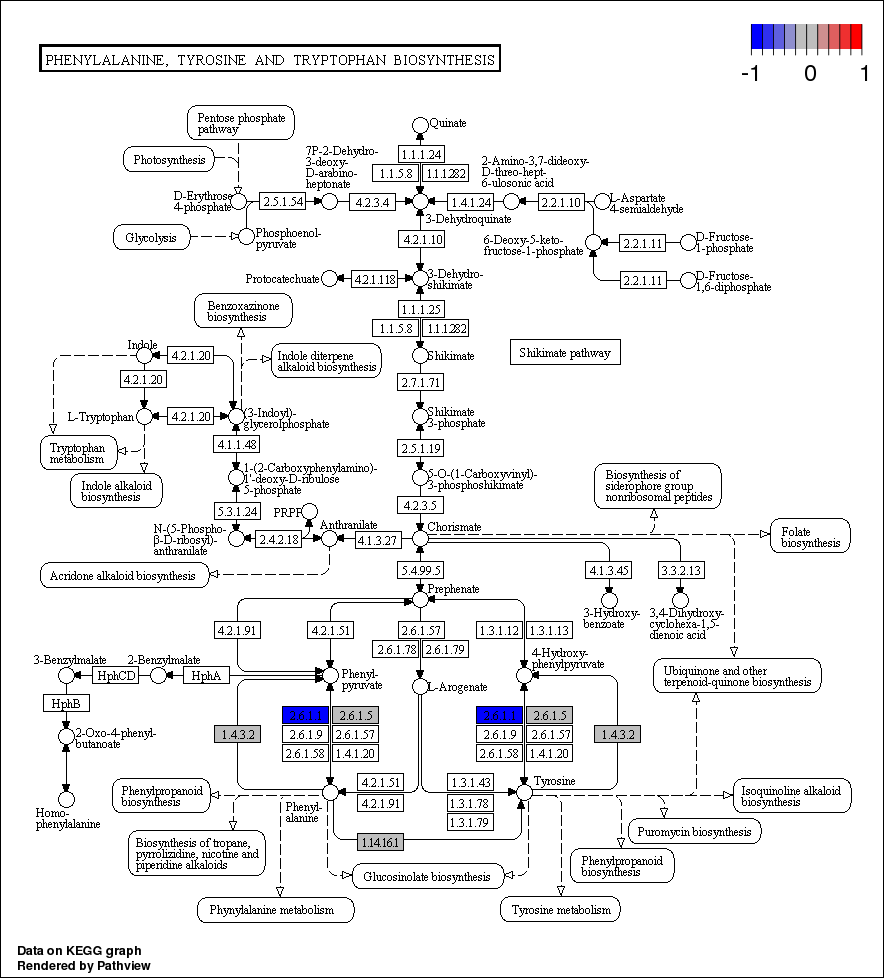 PHENYLALANINE, TYROSINE AND TRYPTOPHAN BIOSYNTHESIS
-1 0 1
Pentose phosphate
pathway
Photosynthesis
Glycolysis
D-Erythrose
4-phosphate
Phosphoenol-
pyruvate
2.5.1.54
7P-2-Dehydro-
3-deoxy-
D-arabino-
heptonate
4.2.3.4
Quinate
1.1.1.24
1.1.5.8
1.1.1.282
3-Dehydroquinate
1.4.1.24
2-Amino-3,7-dideoxy-
D-threo-hept-
6-ulosonic acid
2.2.1.10
L-Aspartate
4-semialdehyde
6-Deoxy-5-keto-
fructose-1-phosphate
2.2.1.11
D-Fructose-
1-phosphate
2.2.1.11
D-Fructose-
1,6-diphosphate
4.2.1.10
Protocatechuate
4.2.1.118
3-Dehydro-
shikimate
1.1.1.25
1.1.5.8
1.1.1.282
Shikimate
Shikimate pathway
2.7.1.71
Shikimate
3-phosphate
2.5.1.19
5-O-(1-Carboxyvinyl)-
3-phosphoshikimate
4.2.3.5
Chorismate
Benzoxazinone
biosynthesis
Indole diterpene
alkaloid biosynthesis
Indole
4.2.1.20
4.2.1.20
L-Tryptophan
4.2.1.20
(3-Indoyl)-
glycerolphosphate
Tryptophan
metabolism
Indole alkaloid
biosynthesis
4.1.1.48
1-(2-Carboxyphenylamino)-
1'-deoxy-D-ribulose
5-phosphate
5.3.1.24
PRPP
N-(5-Phospho-
β-D-ribosyl)-
anthranilate
2.4.2.18
Anthranilate
4.1.3.27
Acridone alkaloid biosynthesis
Biosynthesis of
siderophore group
nonribosomal peptides
Folate
biosynthesis
4.1.3.45
3.3.2.13
3-Hydroxy-
benzoate
3,4-Dihydroxy-
cyclohexa-1,5-
dienoic acid
Ubiquinone and other
terpenoid-quinone biosynthesis
5.4.99.5
Prephenate
4.2.1.91
4.2.1.51
2.6.1.57
2.6.1.78
2.6.1.79
1.3.1.12
1.3.1.13
4-Hydroxy-
phenylpyruvate
3-Benzylmalate
2-Benzylmalate
HphCD
HphA
HphB
Phenyl-
pyruvate
L-Arogenate
2-Oxo-4-phenyl-
butanoate
Homo-
phenylalanine
1.4.3.2
2.6.1.5
2.6.1.9
2.6.1.57
2.6.1.58
1.4.1.20
2.6.1.5
2.6.1.9
2.6.1.57
2.6.1.58
1.4.1.20
1.4.3.2
4.2.1.51
4.2.1.91
1.3.1.43
1.3.1.78
1.3.1.79
Tyrosine
Phenyl-
alanine
1.14.16.1
Phenylpropanoid
biosynthesis
Biosynthesis of tropane,
pyrrolizidine, nicotine and
piperidine alkaloids
Phynylalanine metabolism
Glucosinolate biosynthesis
Tyrosine metabolism
Phenylpropanoid
biosynthesis
Puromycin biosynthesis
Isoquinoline alkaloid
biosynthesis
Data on KEGG graph
Rendered by Pathview